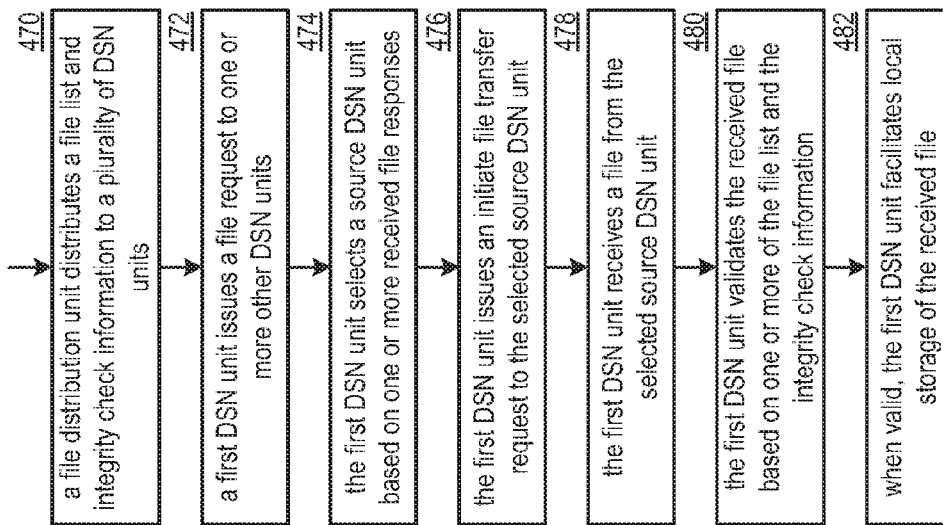 470
a file distribution unit distributes a file list and
integrity check information to a plurality of DSN
units
472
a first DSN unit issues a file request to one or
more other DSN units
474
the first DSN unit selects a source DSN unit
based on one or more received file responses
476
the first DSN unit issues an initiate file transfer
request to the selected source DSN unit
478
the first DSN unit receives a file from the
selected source DSN unit
480
the first DSN unit validates the received file
based on one or more of the file list and the
integrity check information
482
when valid, the first DSN unit facilitates local
storage of the received file